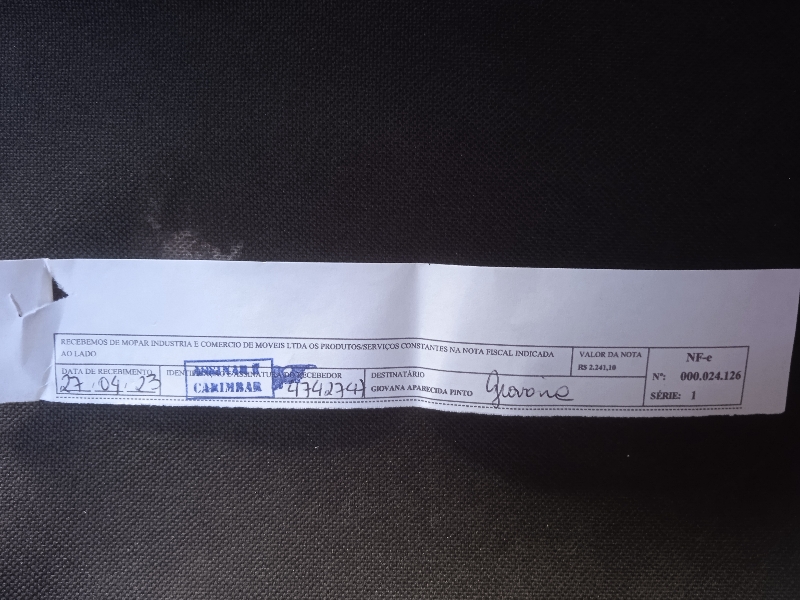 RECEBEMOS DE MOPAR INDUSTRIA E COMERCIO DE MOVEIS LTDA OS PRODUTOS/SERVIÇOS CONSTANTES NA NOTA FISCAL INDICADA
AO LADO
DATA DE RECEBIMENTO
27.04.23
RECEBEDOR
ASSINAR E
CARIMBAR
DESTINATÁRIO
GIOVANA APARECIDA PINTO
Giovana
VALOR DA NOTA
R$ 2.241,10
NF-e
Nº: 000.024.126
SÉRIE: 1